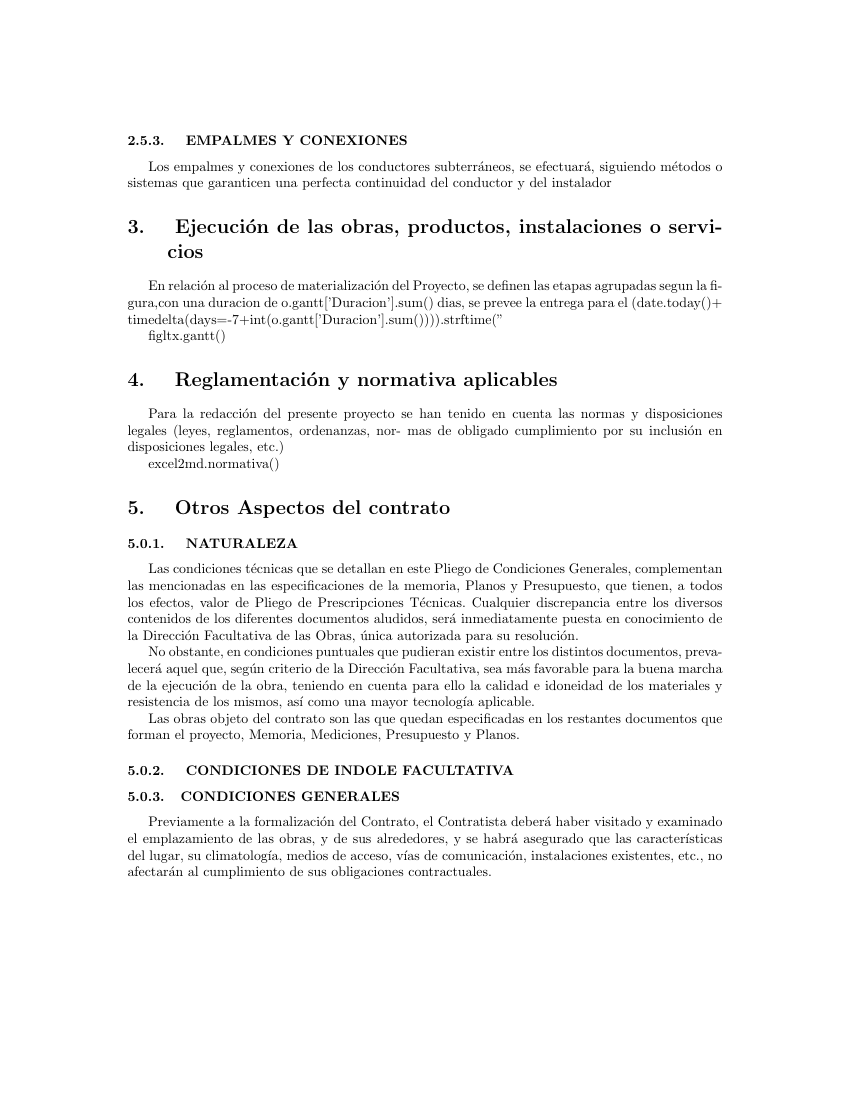 2.5.3. EMPALMES Y CONEXIONES
Los empalmes y conexiones de los conductores subterráneos, se efectuará, siguiendo métodos o
sistemas que garanticen una perfecta continuidad del conductor y del instalador
3. Ejecución de las obras, productos, instalaciones o servi-
cios
En relación al proceso de materialización del Proyecto, se definen las etapas agrupadas segun la fi-
gura,con una duracion de o.gantt['Duracion'].sum() dias, se prevee la entrega para el (date.today()+
timedelta(days=-7+int(o.gantt['Duracion'].sum()))).strftime("
figltx.gantt()
4. Reglamentación y normativa aplicables
Para la redacción del presente proyecto se han tenido en cuenta las normas y disposiciones
legales (leyes, reglamentos, ordenanzas, nor- mas de obligado cumplimiento por su inclusión en
disposiciones legales, etc.)
excel2md.normativa()
5. Otros Aspectos del contrato
5.0.1. NATURALEZA
Las condiciones técnicas que se detallan en este Pliego de Condiciones Generales, complementan
las mencionadas en las especificaciones de la memoria, Planos y Presupuesto, que tienen, a todos
los efectos, valor de Pliego de Prescripciones Técnicas. Cualquier discrepancia entre los diversos
contenidos de los diferentes documentos aludidos, será inmediatamente puesta en conocimiento de
la Dirección Facultativa de las Obras, única autorizada para su resolución.
No obstante, en condiciones puntuales que pudieran existir entre los distintos documentos, preva-
lecerá aquel que, según criterio de la Dirección Facultativa, sea más favorable para la buena marcha
de la ejecución de la obra, teniendo en cuenta para ello la calidad e idoneidad de los materiales y
resistencia de los mismos, así como una mayor tecnología aplicable.
Las obras objeto del contrato son las que quedan especificadas en los restantes documentos que
forman el proyecto, Memoria, Mediciones, Presupuesto y Planos.
5.0.2. CONDICIONES DE INDOLE FACULTATIVA
5.0.3. CONDICIONES GENERALES
Previamente a la formalización del Contrato, el Contratista deberá haber visitado y examinado
el emplazamiento de las obras, y de sus alrededores, y se habrá asegurado que las características
del lugar, su climatología, medios de acceso, vías de comunicación, instalaciones existentes, etc., no
afectarán al cumplimiento de sus obligaciones contractuales.